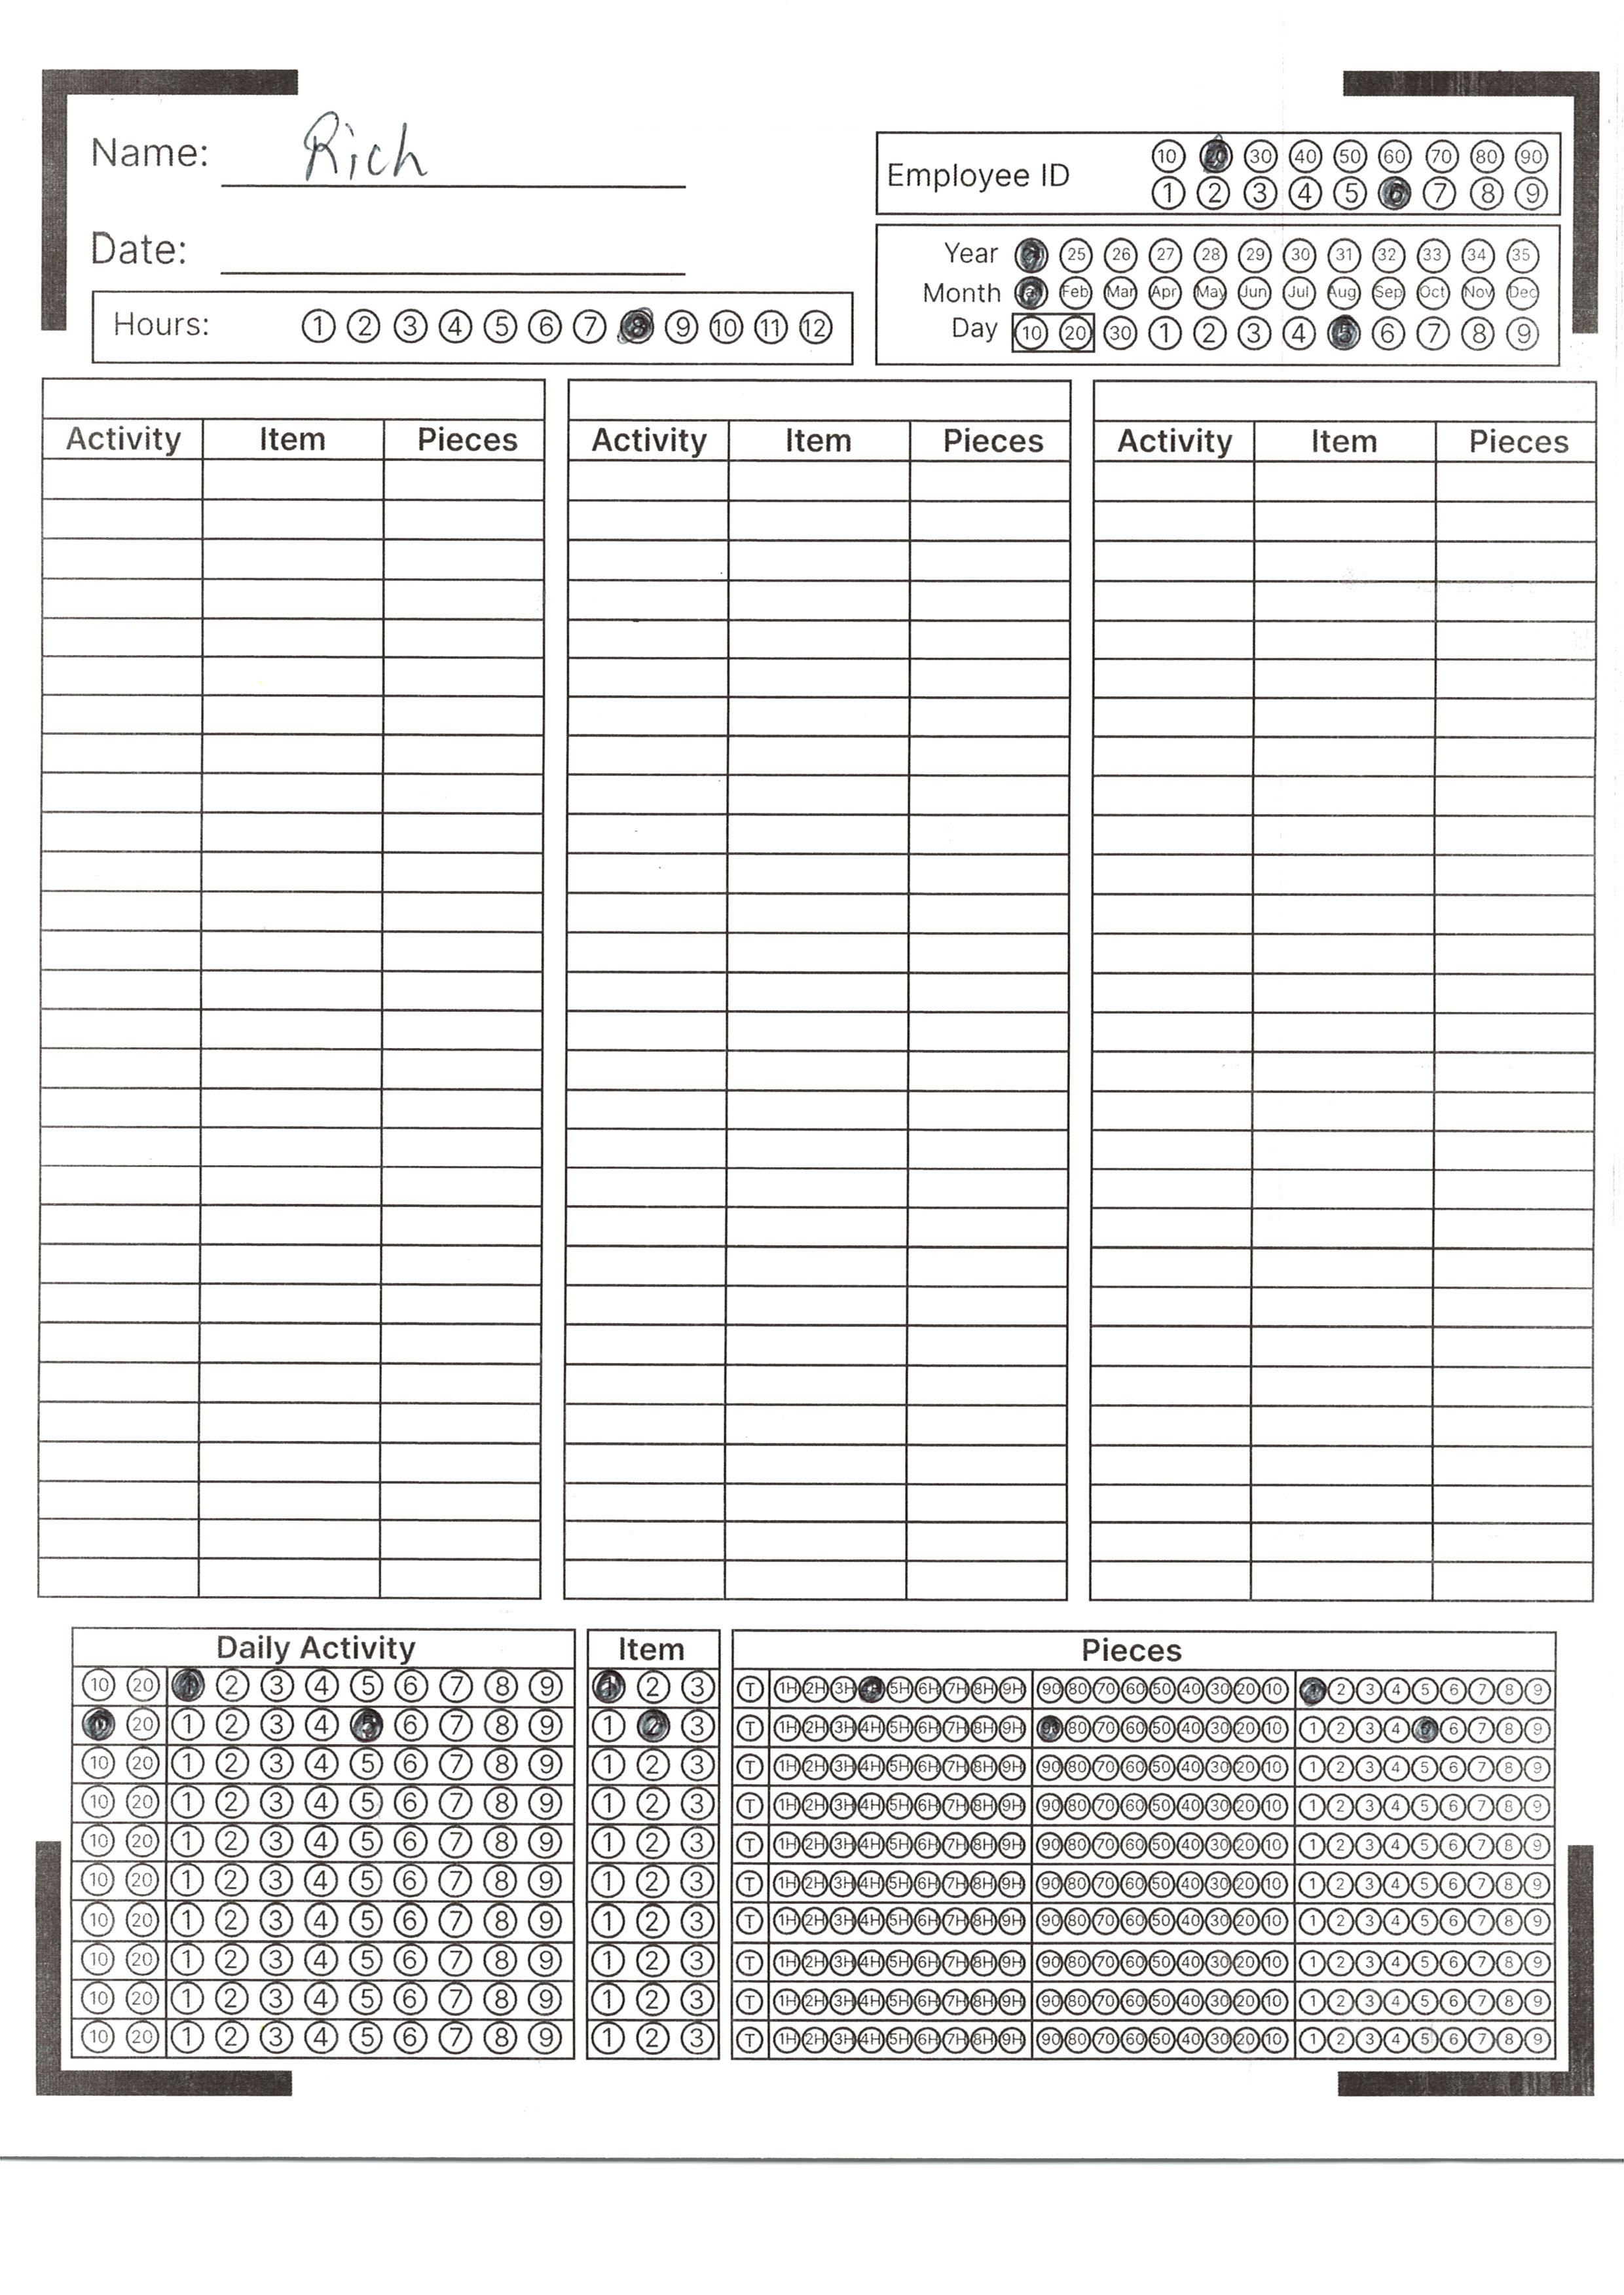 Name: Rich
Employee ID 10 20 30 40 50 60 70 80 90
1 2 3 4 5 6 7 8 9
Date:
Year 25 26 27 28 29 30 31 32 33 34 35
Month Jan Feb Mar Apr May Jun Jul Aug Sep Oct Nov Dec
Day 10 20 30 1 2 3 4 5 6 7 8 9
Hours: 1 2 3 4 5 6 7 8 9 10 11 12
Activity Item Pieces Activity Item Pieces Activity Item Pieces
Daily Activity Item Pieces
10 20 1 2 3 4 5 6 7 8 9 1 2 3 T 1H 2H 3H 4H 5H 6H 7H 8H 9H 90 80 70 60 50 40 30 20 10 1 2 3 4 5 6 7 8 9
10 20 1 2 3 4 5 6 7 8 9 1 2 3 T 1H 2H 3H 4H 5H 6H 7H 8H 9H 90 80 70 60 50 40 30 20 10 1 2 3 4 5 6 7 8 9
10 20 1 2 3 4 5 6 7 8 9 1 2 3 T 1H 2H 3H 4H 5H 6H 7H 8H 9H 90 80 70 60 50 40 30 20 10 1 2 3 4 5 6 7 8 9
10 20 1 2 3 4 5 6 7 8 9 1 2 3 T 1H 2H 3H 4H 5H 6H 7H 8H 9H 90 80 70 60 50 40 30 20 10 1 2 3 4 5 6 7 8 9
10 20 1 2 3 4 5 6 7 8 9 1 2 3 T 1H 2H 3H 4H 5H 6H 7H 8H 9H 90 80 70 60 50 40 30 20 10 1 2 3 4 5 6 7 8 9
10 20 1 2 3 4 5 6 7 8 9 1 2 3 T 1H 2H 3H 4H 5H 6H 7H 8H 9H 90 80 70 60 50 40 30 20 10 1 2 3 4 5 6 7 8 9
10 20 1 2 3 4 5 6 7 8 9 1 2 3 T 1H 2H 3H 4H 5H 6H 7H 8H 9H 90 80 70 60 50 40 30 20 10 1 2 3 4 5 6 7 8 9
10 20 1 2 3 4 5 6 7 8 9 1 2 3 T 1H 2H 3H 4H 5H 6H 7H 8H 9H 90 80 70 60 50 40 30 20 10 1 2 3 4 5 6 7 8 9
10 20 1 2 3 4 5 6 7 8 9 1 2 3 T 1H 2H 3H 4H 5H 6H 7H 8H 9H 90 80 70 60 50 40 30 20 10 1 2 3 4 5 6 7 8 9
10 20 1 2 3 4 5 6 7 8 9 1 2 3 T 1H 2H 3H 4H 5H 6H 7H 8H 9H 90 80 70 60 50 40 30 20 10 1 2 3 4 5 6 7 8 9